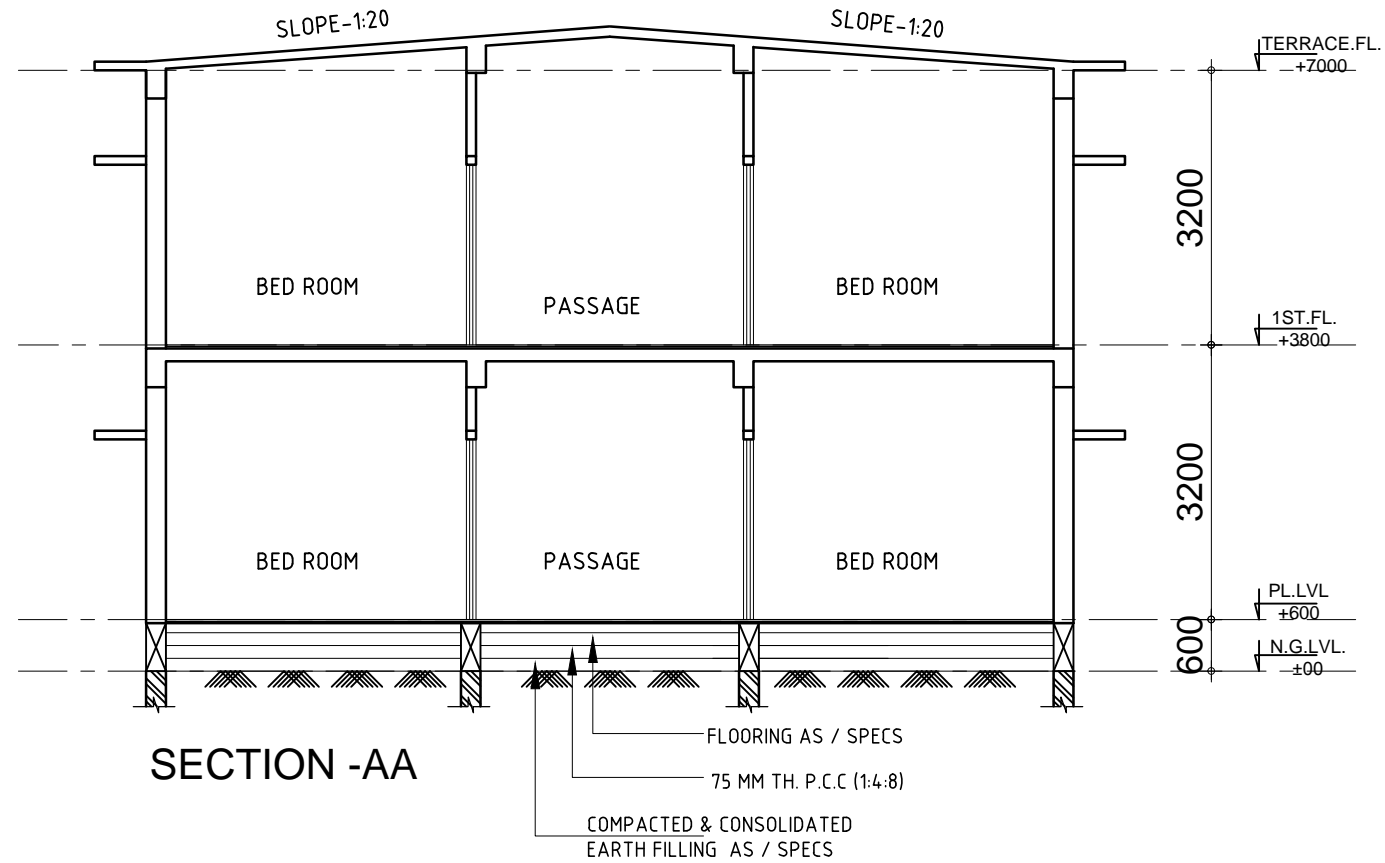 SLOPE-1:20
SLOPE-1:20
TERRACE.FL.
+7000
3200
BED ROOM
PASSAGE
BED ROOM
1ST.FL.
+3800
3200
BED ROOM
PASSAGE
BED ROOM
PL.LVL
+600
600
N.G.LVL.
±00
FLOORING AS / SPECS
SECTION -AA
75 MM TH. P.C.C (1:4:8)
COMPACTED & CONSOLIDATED
EARTH FILLING AS / SPECS